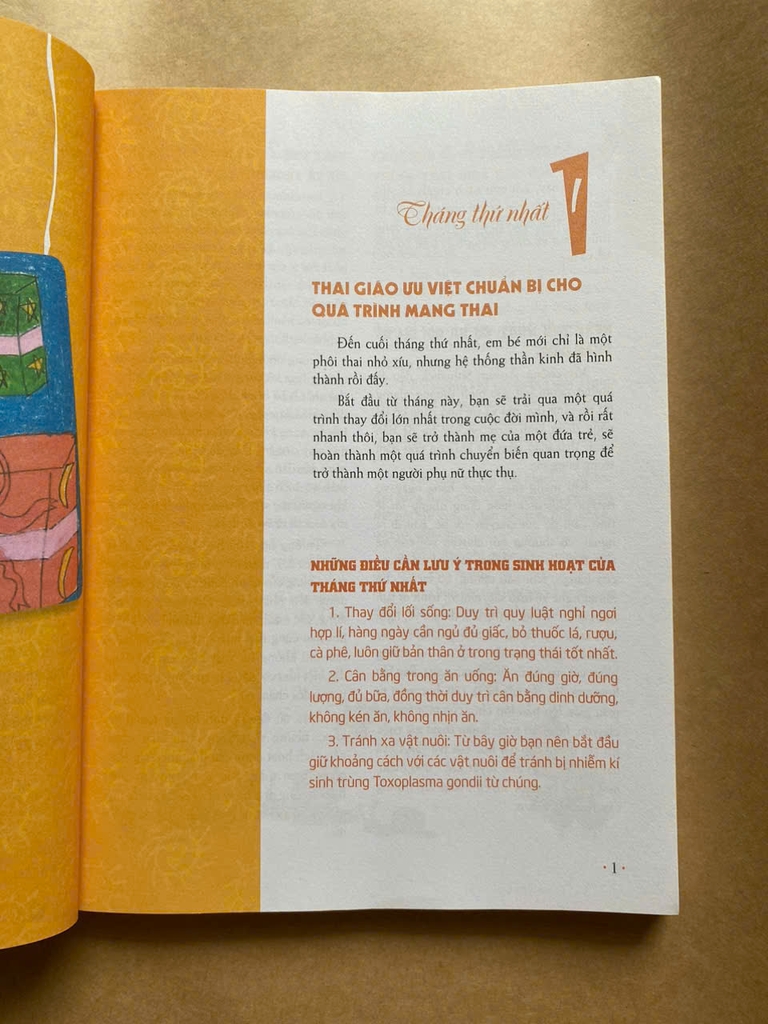 Tháng thứ nhất 1
THAI GIÁO ƯU VIỆT CHUẨN BỊ CHO
QUÁ TRÌNH MANG THAI
Đến cuối tháng thứ nhất, em bé mới chỉ là một
phôi thai nhỏ xíu, nhưng hệ thống thần kinh đã hình
thành rồi đấy.
Bắt đầu từ tháng này, bạn sẽ trải qua một quá
trình thay đổi lớn nhất trong cuộc đời mình, và rồi rất
nhanh thôi, bạn sẽ trở thành mẹ của một đứa trẻ, sẽ
hoàn thành một quá trình chuyển biến quan trọng để
trở thành một người phụ nữ thực thụ.
NHỮNG ĐIỀU CẦN LƯU Ý TRONG SINH HOẠT CỦA
THÁNG THỨ NHẤT
1. Thay đổi lối sống: Duy trì quy luật nghỉ ngơi
hợp lí, hàng ngày cần ngủ đủ giấc, bỏ thuốc lá, rượu,
cà phê, luôn giữ bản thân ở trong trạng thái tốt nhất.
2. Cân bằng trong ăn uống: Ăn đúng giờ, đúng
lượng, đủ bữa, đồng thời duy trì cân bằng dinh dưỡng,
không kén ăn, không nhịn ăn.
3. Tránh xa vật nuôi: Từ bây giờ bạn nên bắt đầu
giữ khoảng cách với các vật nuôi để tránh bị nhiễm kí
sinh trùng Toxoplasma gondii từ chúng.
• 1 •